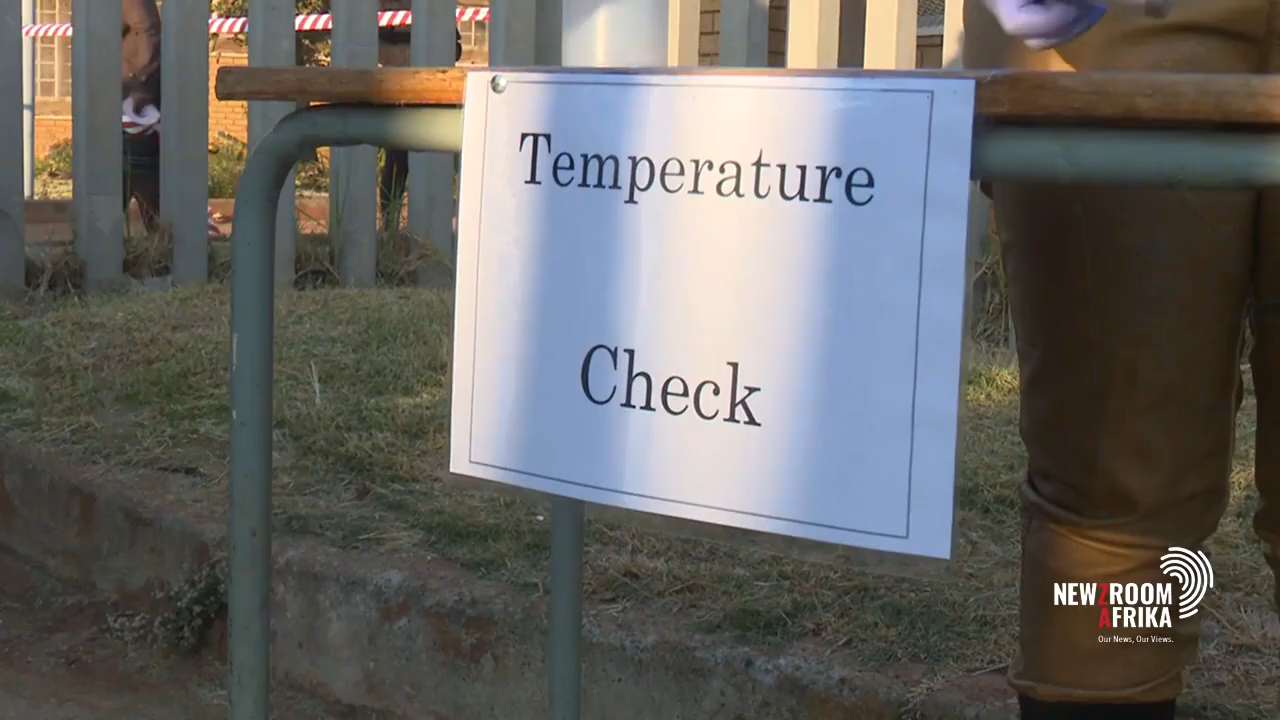 Temperature
Check
NEWZROOM
AFRIKA
Our News, Our Views.